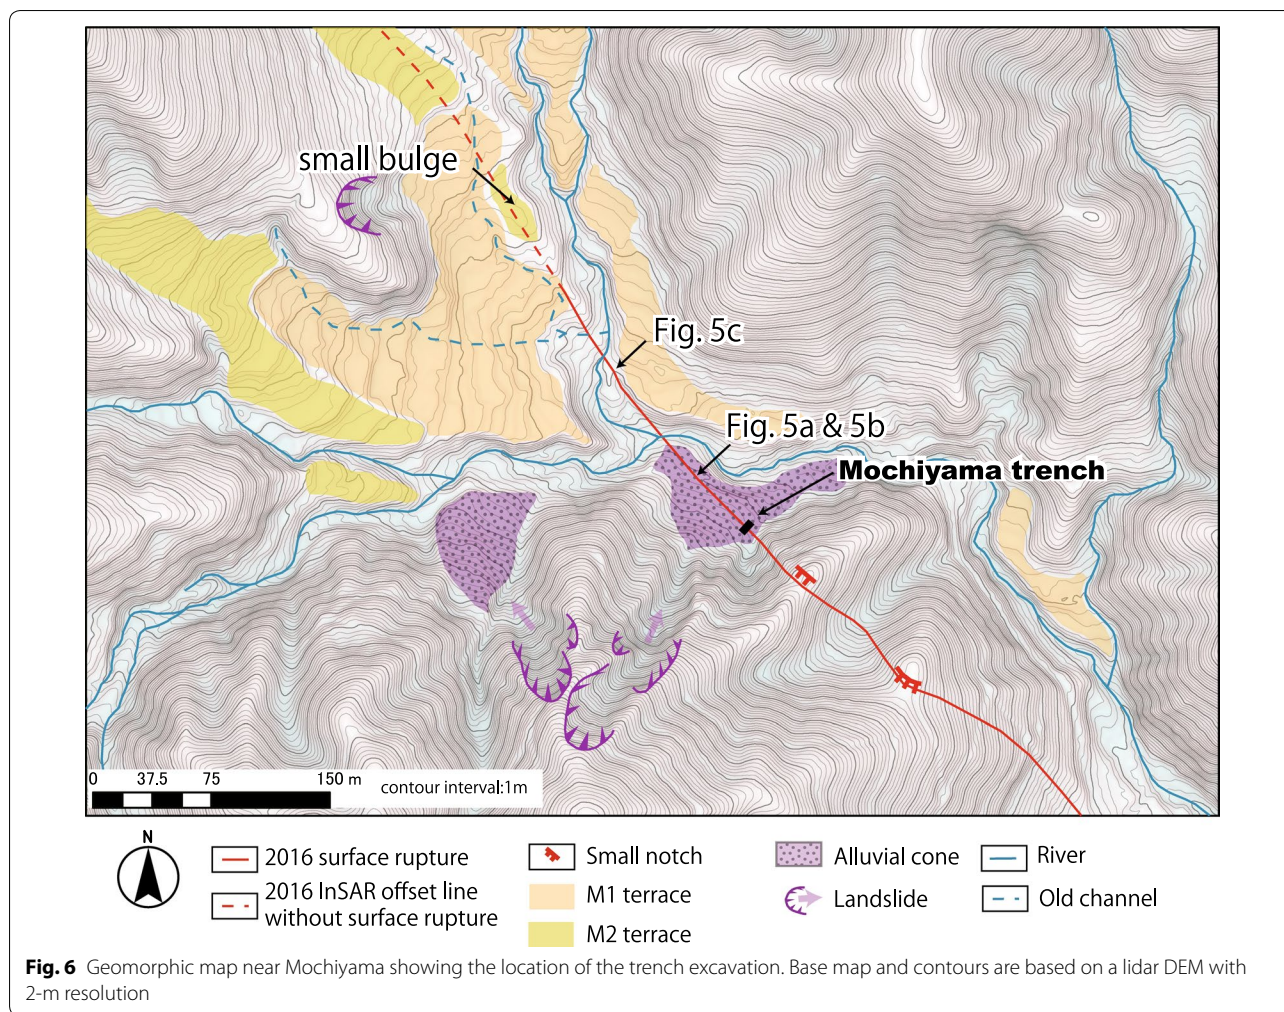 small bulge
Fig. 5c
Fig. 5a & 5b
Mochiyama trench
0 37.5 75 150 m
contour interval:1m
N
2016 surface rupture
2016 InSAR offset line
without surface rupture
Small notch
M1 terrace
M2 terrace
Alluvial cone
Landslide
River
Old channel
Fig. 6 Geomorphic map near Mochiyama showing the location of the trench excavation. Base map and contours are based on a lidar DEM with
2-m resolution